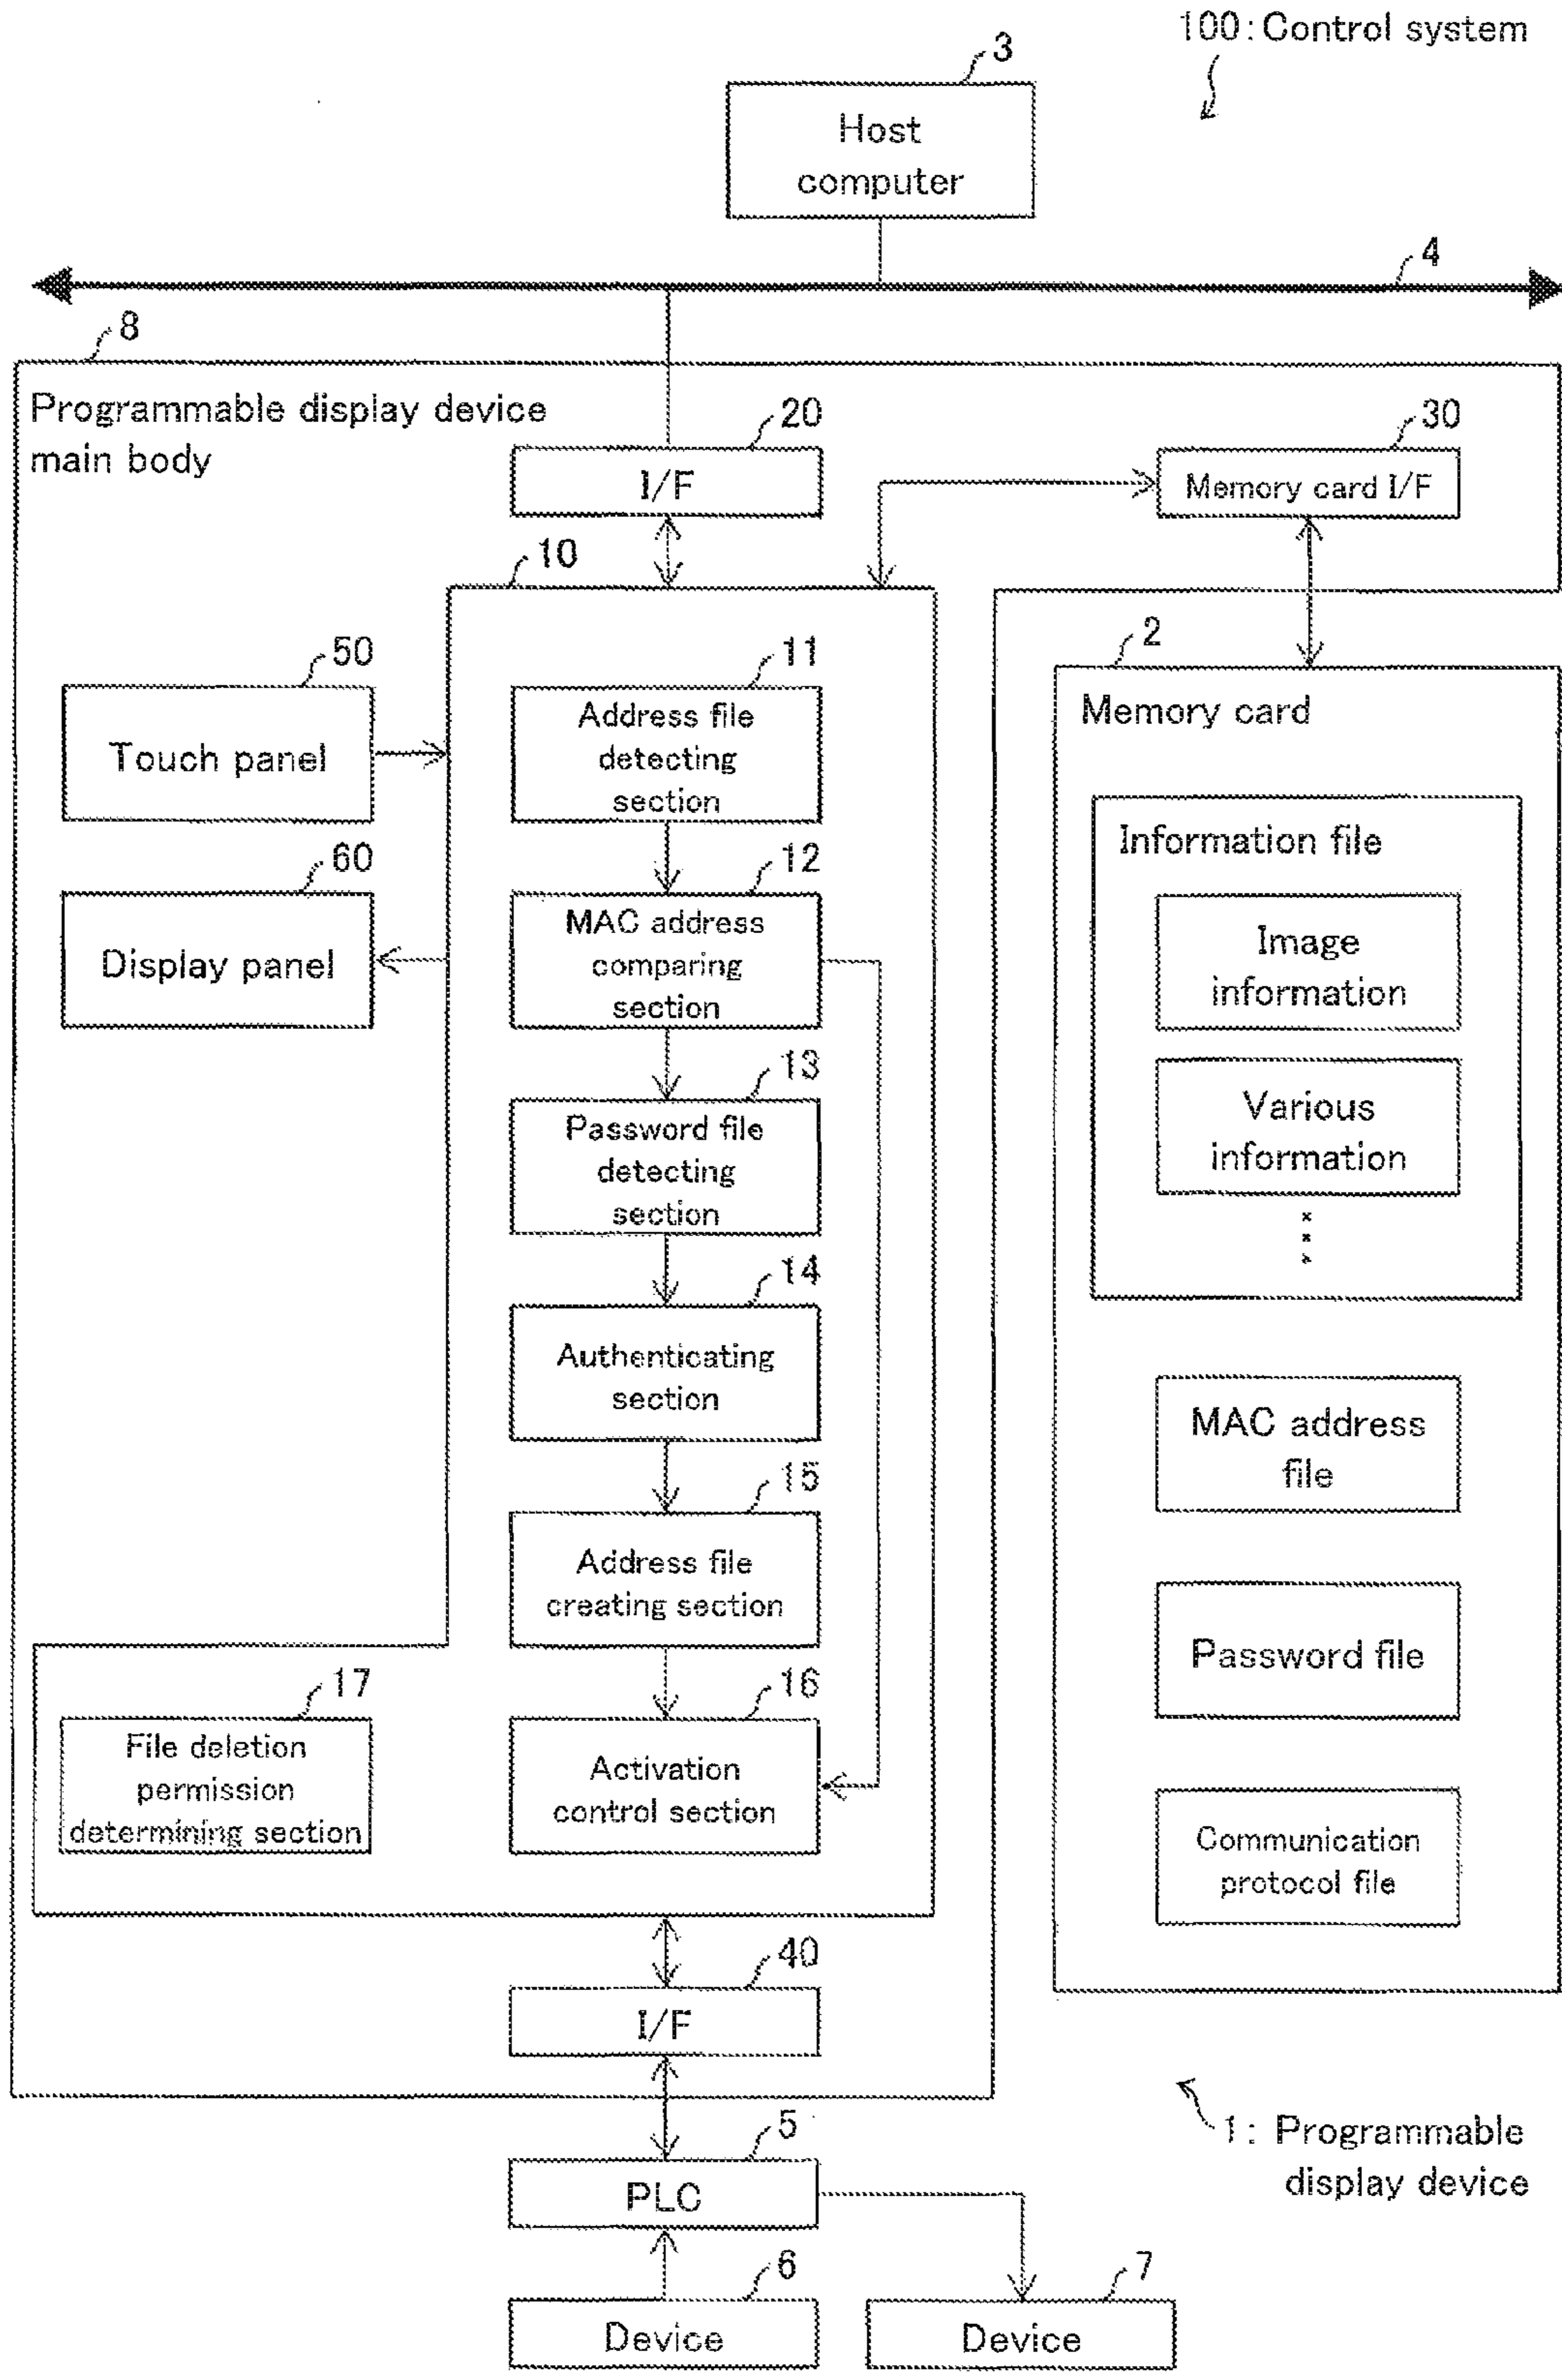 100: Control system
3
Host
computer
4
8
Programmable display device
main body
20
I/F
30
Memory card I/F
10
50
Touch panel
60
Display panel
11
Address file
detecting
section
12
MAC address
comparing
section
13
Password file
detecting
section
14
Authenticating
section
15
Address file
creating section
16
Activation
control section
17
File deletion
permission
determining section
2
Memory card
Information file
Image
information
Various
information
MAC address
file
Password file
Communication
protocol file
40
I/F
5
PLC
6
Device
7
Device
1: Programmable
display device